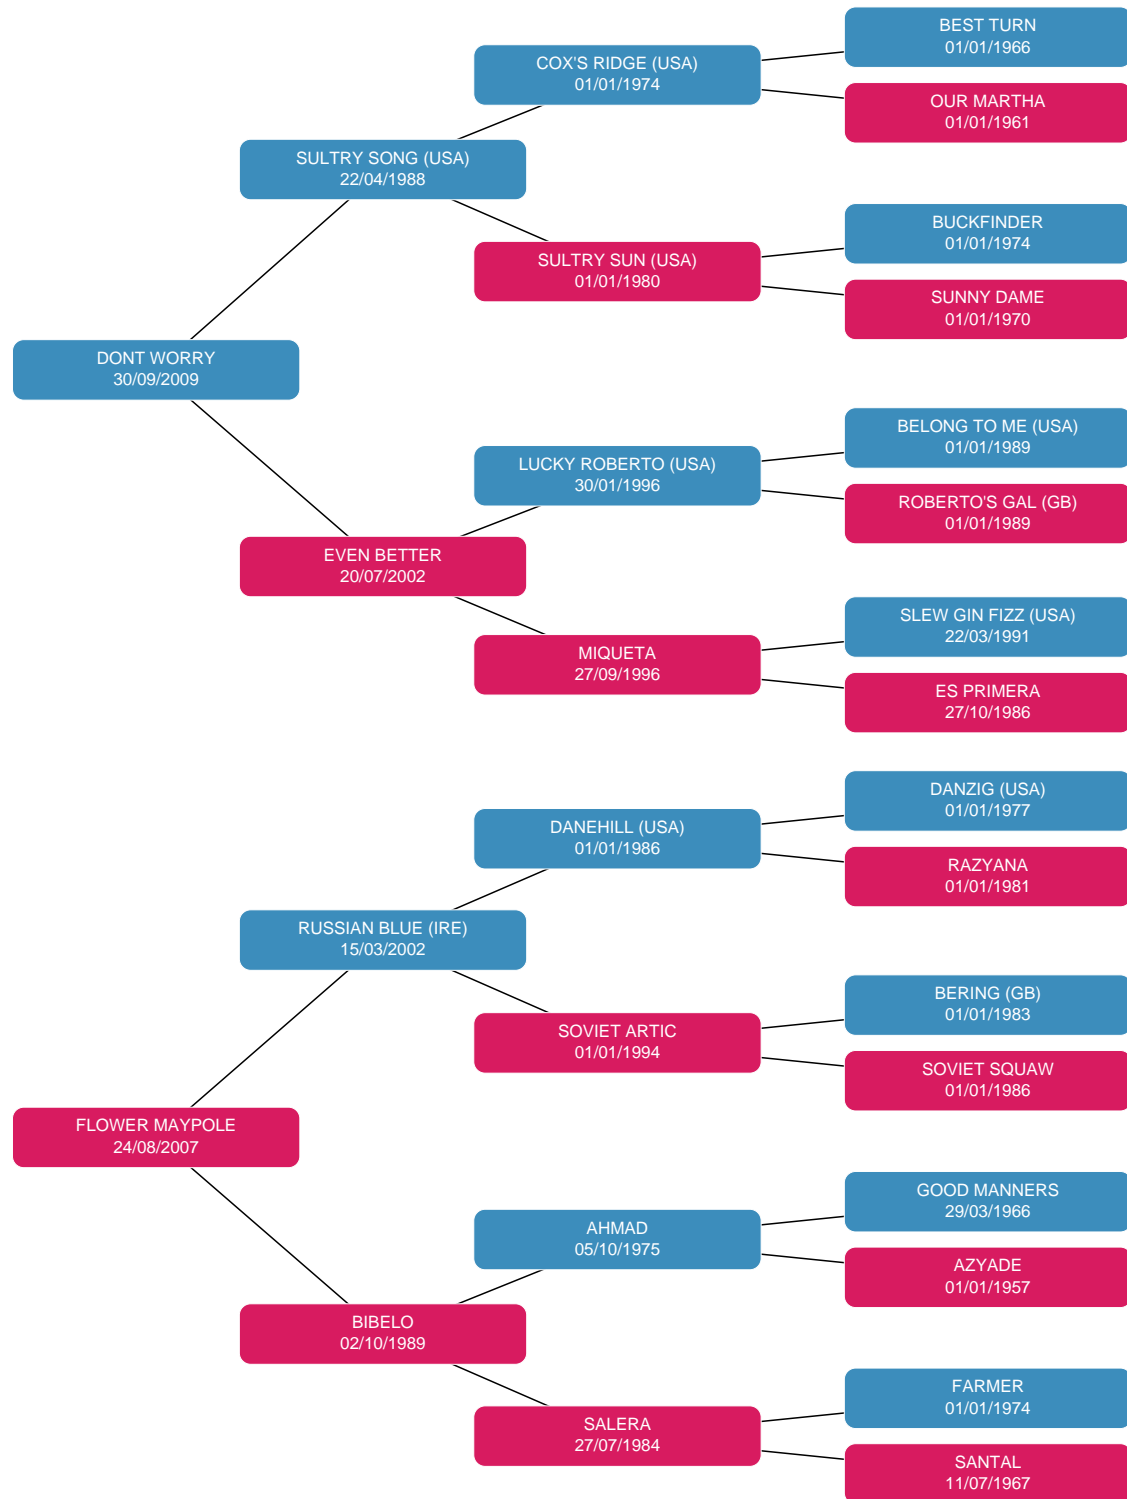 BEST TURN
01/01/1966
COX'S RIDGE (USA)
01/01/1974
OUR MARTHA
01/01/1961
SULTRY SONG (USA)
22/04/1988
BUCKFINDER
01/01/1974
SULTRY SUN (USA)
01/01/1980
SUNNY DAME
01/01/1970
DONT WORRY
30/09/2009
BELONG TO ME (USA)
01/01/1989
LUCKY ROBERTO (USA)
30/01/1996
ROBERTO'S GAL (GB)
01/01/1989
EVEN BETTER
20/07/2002
SLEW GIN FIZZ (USA)
22/03/1991
MIQUETA
27/09/1996
ES PRIMERA
27/10/1986
DANZIG (USA)
01/01/1977
DANEHILL (USA)
01/01/1986
RAZYANA
01/01/1981
RUSSIAN BLUE (IRE)
15/03/2002
BERING (GB)
01/01/1983
SOVIET ARTIC
01/01/1994
SOVIET SQUAW
01/01/1986
FLOWER MAYPOLE
24/08/2007
GOOD MANNERS
29/03/1966
AHMAD
05/10/1975
AZYADE
01/01/1957
BIBELO
02/10/1989
FARMER
01/01/1974
SALERA
27/07/1984
SANTAL
11/07/1967